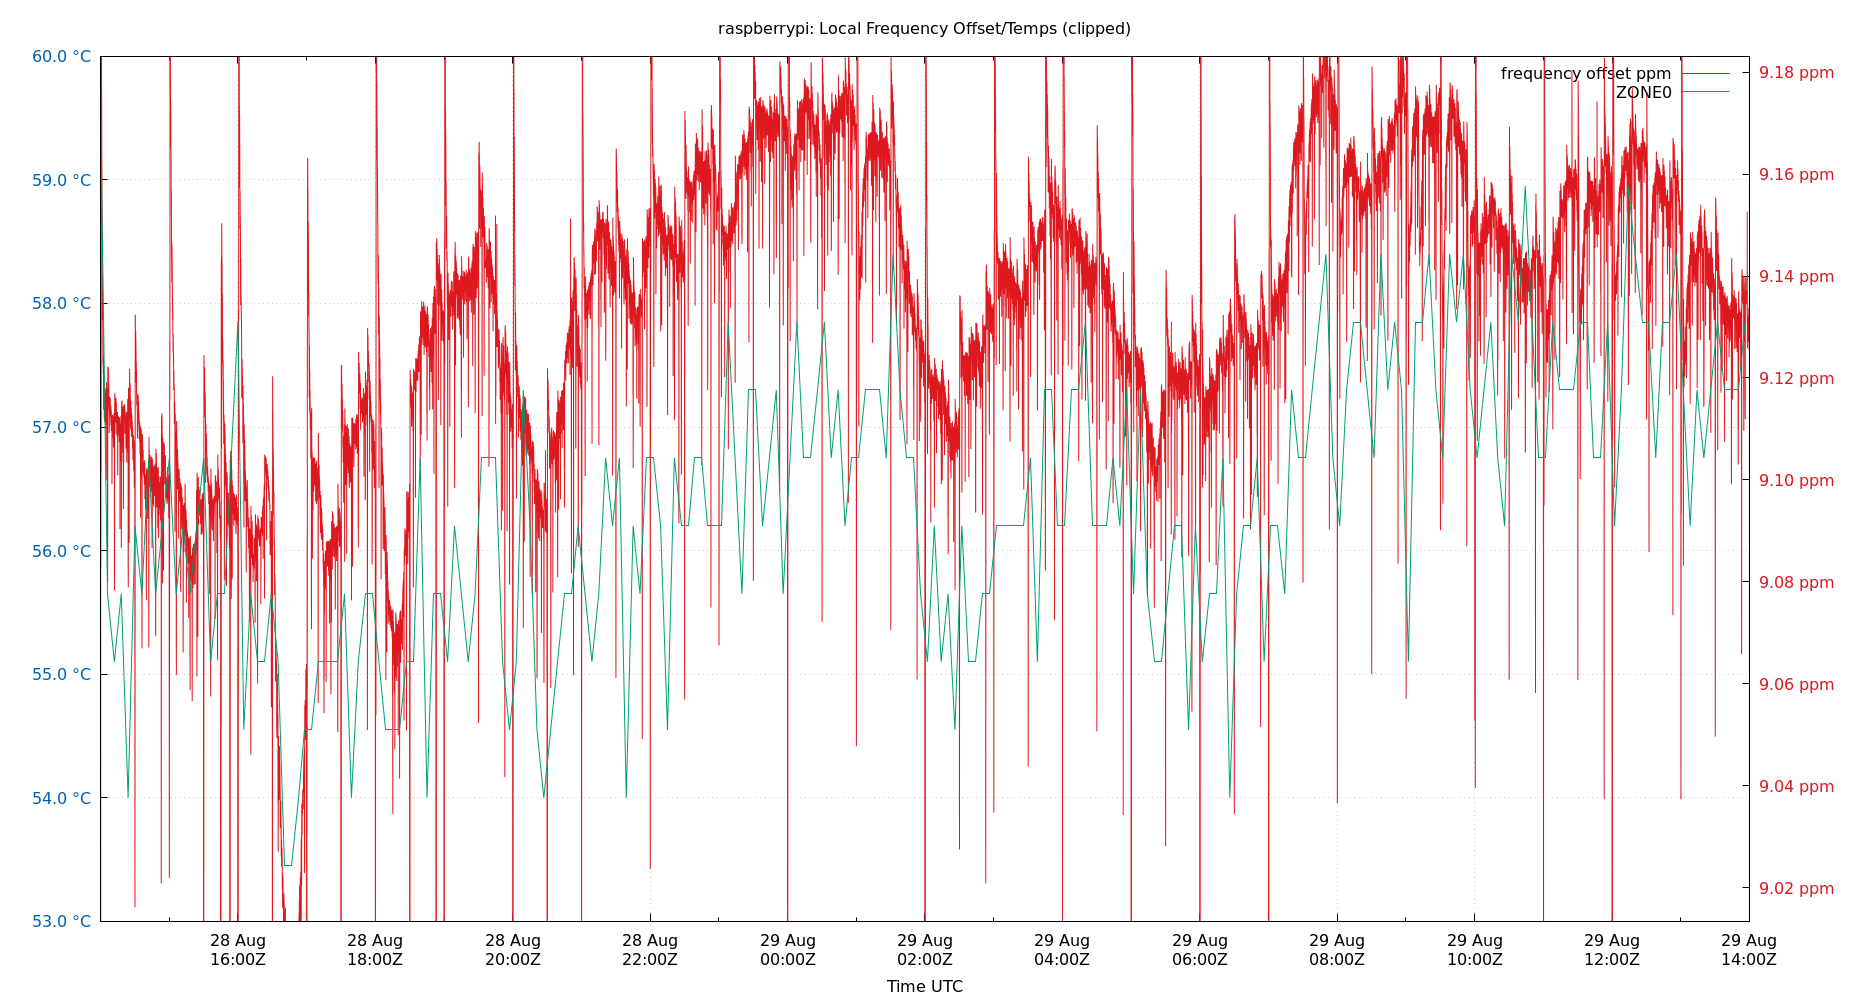 raspberrypi: Local Frequency Offset/Temps (clipped)
60.0 °C
59.0 °C
58.0 °C
57.0 °C
56.0 °C
55.0 °C
54.0 °C
53.0 °C
frequency offset ppm
ZONE0
9.18 ppm
9.16 ppm
9.14 ppm
9.12 ppm
9.10 ppm
9.08 ppm
9.06 ppm
9.04 ppm
9.02 ppm
28 Aug
16:00Z
28 Aug
18:00Z
28 Aug
20:00Z
28 Aug
22:00Z
29 Aug
00:00Z
29 Aug
02:00Z
29 Aug
04:00Z
29 Aug
06:00Z
29 Aug
08:00Z
29 Aug
10:00Z
29 Aug
12:00Z
29 Aug
14:00Z
Time UTC